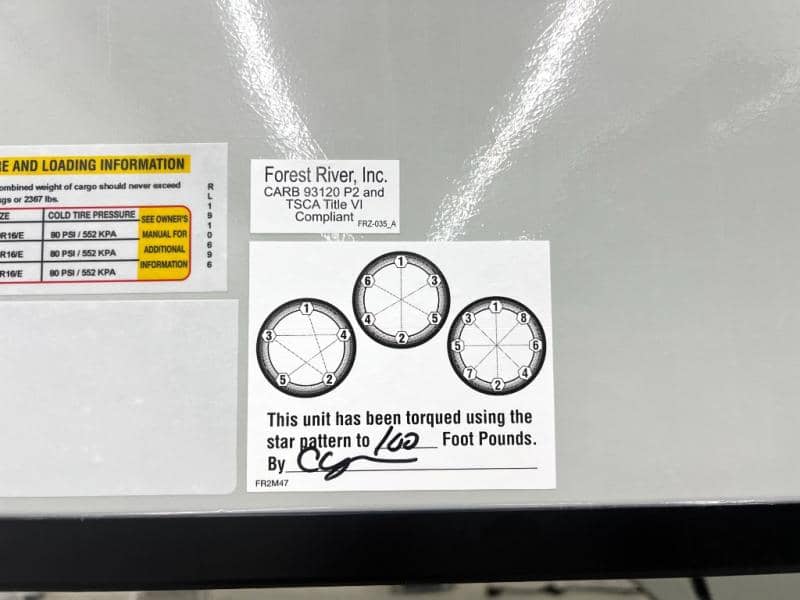 RE AND LOADING INFORMATION
ombined weight of cargo should never exceed
kgs or 2367 lbs.
ZE COLD TIRE PRESSURE SEE OWNER'S
R16/E 80 PSI / 552 KPA MANUAL FOR
R16/E 80 PSI / 552 KPA ADDITIONAL
R16/E 80 PSI / 552 KPA INFORMATION
RL19106696
Forest River, Inc.
CARB 93120 P2 and
TSCA Title VI
Compliant FRZ-035_A
1 6 3 4 5 2
1 3 4 5 2
1 3 8 5 6 7 4 2
This unit has been torqued using the
star pattern to 100 Foot Pounds.
By
FR2M47